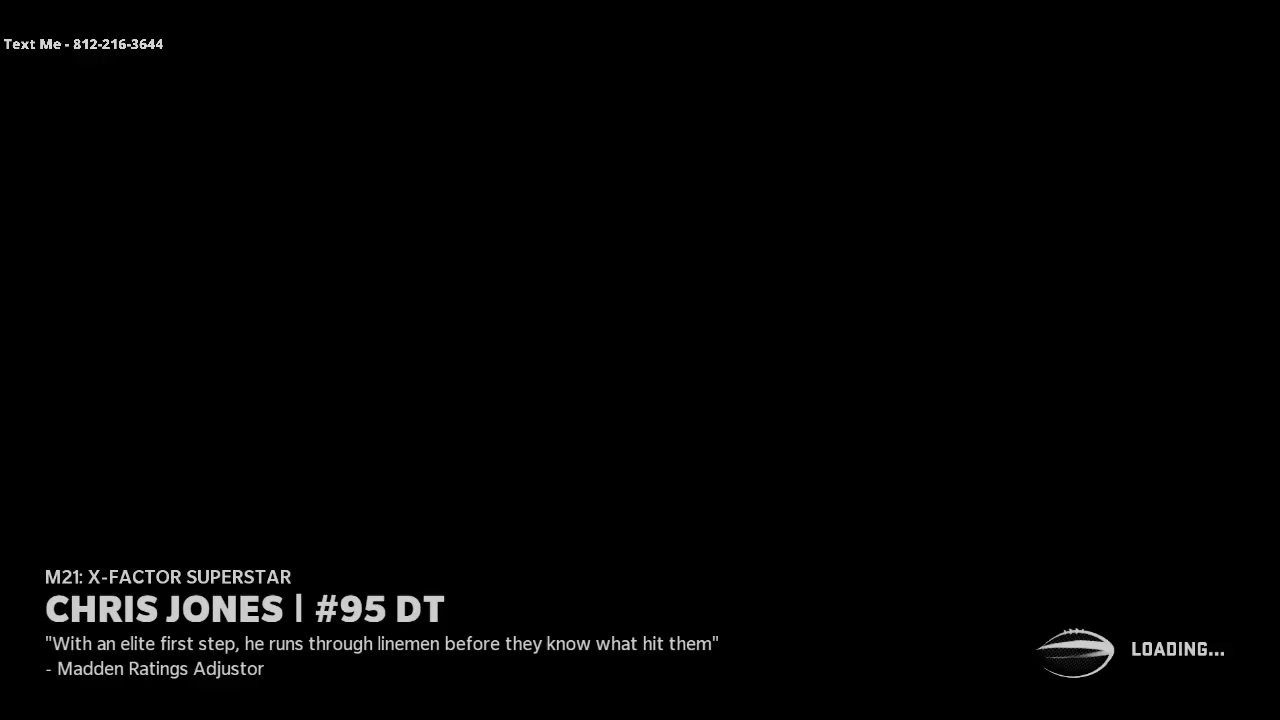 Text Me - 812-216-3644
M21: X-FACTOR SUPERSTAR
CHRIS JONES | #95 DT
"With an elite first step, he runs through linemen before they know what hit them"
- Madden Ratings Adjustor
LOADING...